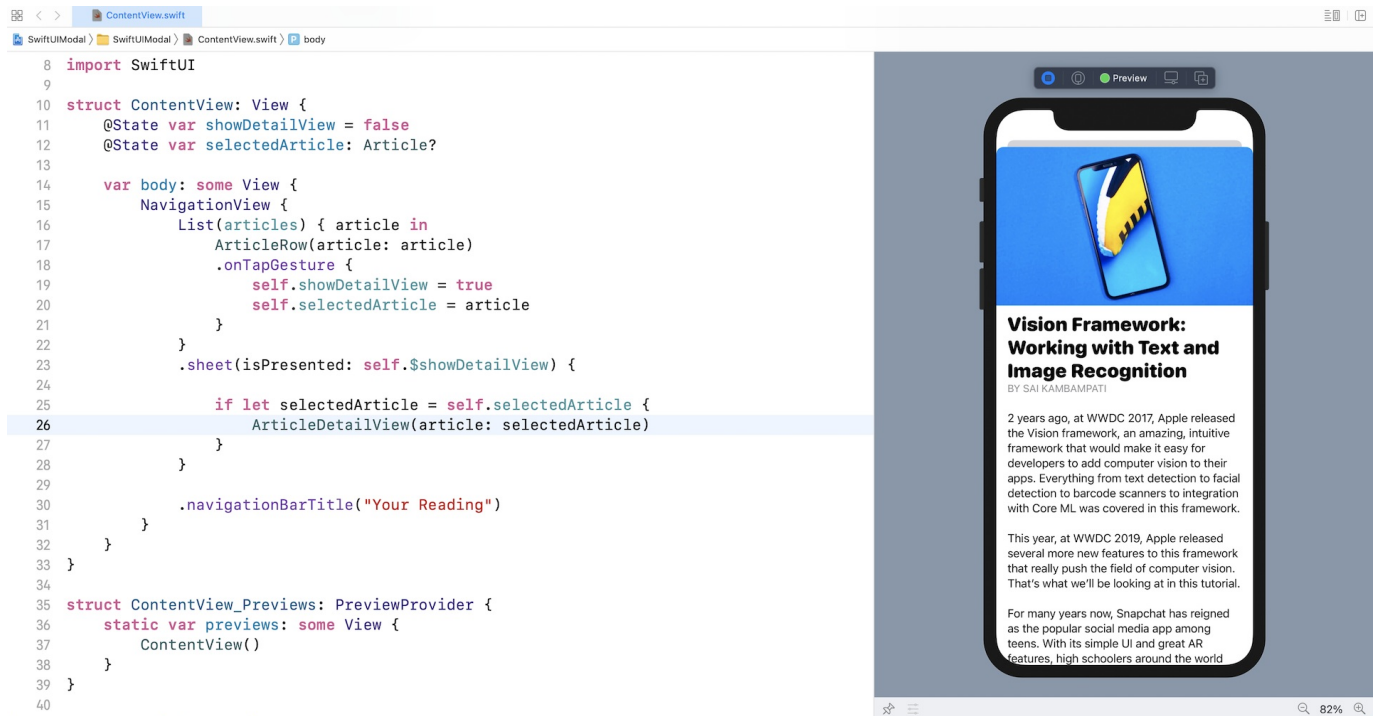 ContentView.swift
SwiftUIModal 〉 SwiftUIModal 〉 ContentView.swift 〉 P body
8 import SwiftUI
9
10 struct ContentView: View {
11     @State var showDetailView = false
12     @State var selectedArticle: Article?
13
14     var body: some View {
15         NavigationView {
16             List(articles) { article in
17                 ArticleRow(article: article)
18                 .onTapGesture {
19                     self.showDetailView = true
20                     self.selectedArticle = article
21                 }
22             }
23             .sheet(isPresented: self.$showDetailView) {
24
25                 if let selectedArticle = self.selectedArticle {
26                     ArticleDetailView(article: selectedArticle)
27                 }
28             }
29
30             .navigationBarTitle("Your Reading")
31         }
32     }
33 }
34
35 struct ContentView_Previews: PreviewProvider {
36     static var previews: some View {
37         ContentView()
38     }
39 }
40
Preview
Vision Framework:
Working with Text and
Image Recognition
BY SAI KAMBAMPATI
2 years ago, at WWDC 2017, Apple released
the Vision framework, an amazing, intuitive
framework that would make it easy for
developers to add computer vision to their
apps. Everything from text detection to facial
detection to barcode scanners to integration
with Core ML was covered in this framework.
This year, at WWDC 2019, Apple released
several more new features to this framework
that really push the field of computer vision.
That's what we'll be looking at in this tutorial.
For many years now, Snapchat has reigned
as the popular social media app among
teens. With its simple UI and great AR
features, high schoolers around the world
82%